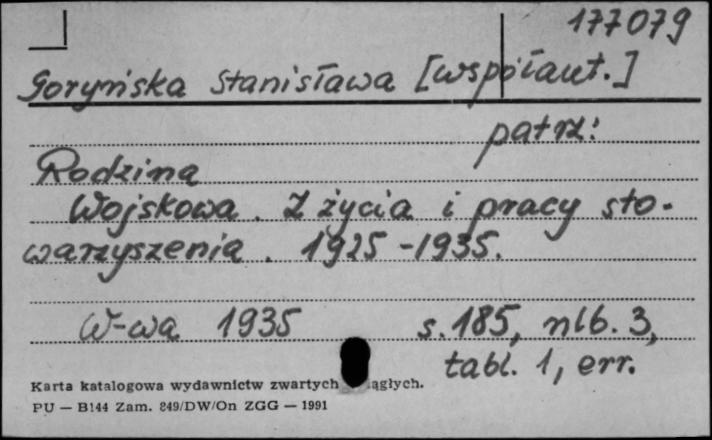 177079
Goryńska Stanisława [współaut.]
patrz:
Rodzina
Wojskowa. Z życia i pracy sto-
warzyszenia. 1925-1935.
W-wa 1935 s. 185, nlb. 3,
tabl. 1, err.
Karta katalogowa wydawnictw zwartych ągłych.
PU — B144 Zam. 849/DW/On ZGG — 1991